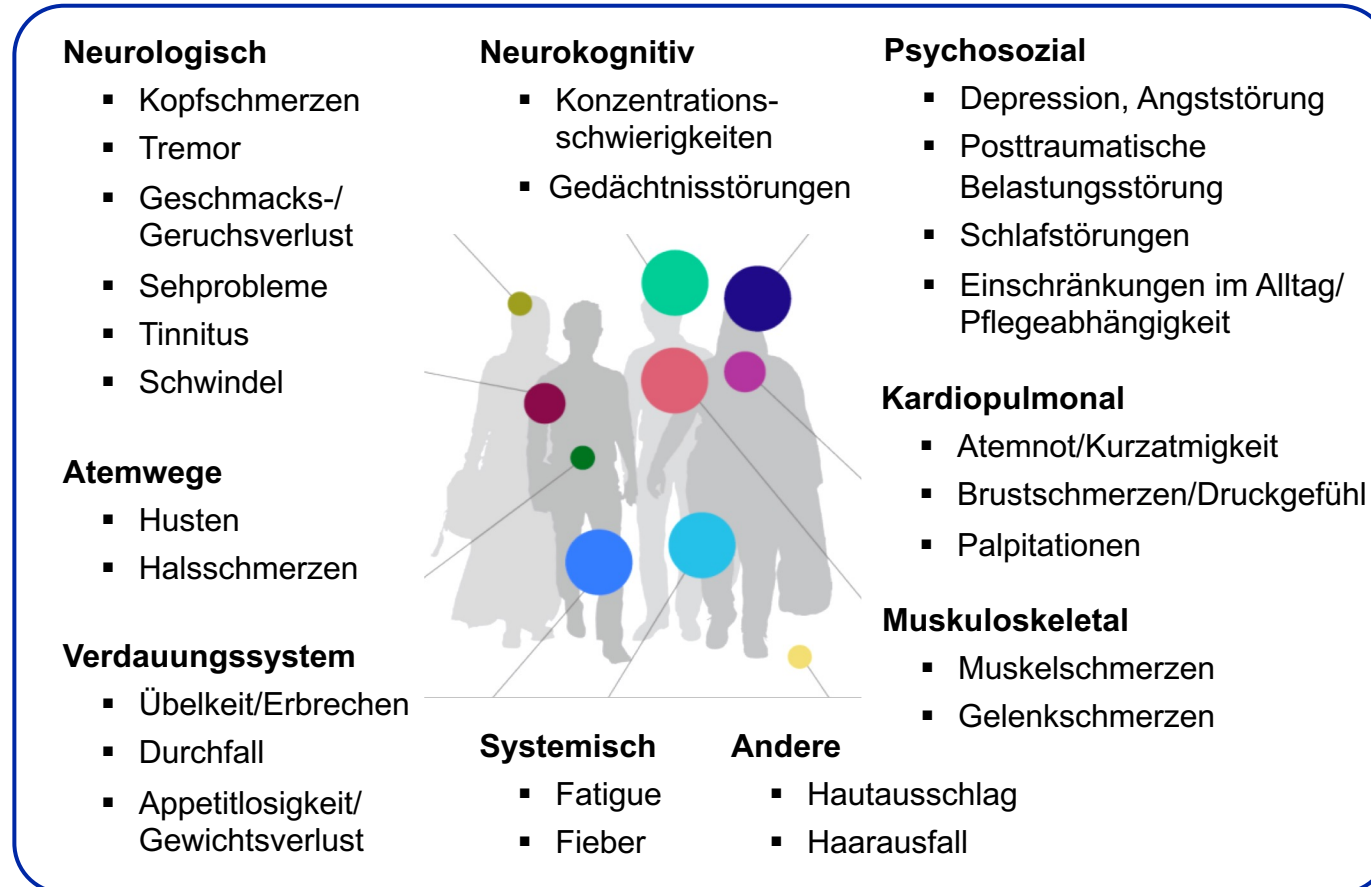 Neurologisch
▪ Kopfschmerzen
▪ Tremor
▪ Geschmacks-/
Geruchsverlust
▪ Sehprobleme
▪ Tinnitus
▪ Schwindel
Atemwege
▪ Husten
▪ Halsschmerzen
Verdauungssystem
▪ Übelkeit/Erbrechen
▪ Durchfall
▪ Appetitlosigkeit/
Gewichtsverlust
Neurokognitiv
▪ Konzentrations-
schwierigkeiten
▪ Gedächtnisstörungen
Systemisch
▪ Fatigue
▪ Fieber
Andere
▪ Hautausschlag
▪ Haarausfall
Psychosozial
▪ Depression, Angststörung
▪ Posttraumatische
Belastungsstörung
▪ Schlafstörungen
▪ Einschränkungen im Alltag/
Pflegeabhängigkeit
Kardiopulmonal
▪ Atemnot/Kurzatmigkeit
▪ Brustschmerzen/Druckgefühl
▪ Palpitationen
Muskuloskeletal
▪ Muskelschmerzen
▪ Gelenkschmerzen